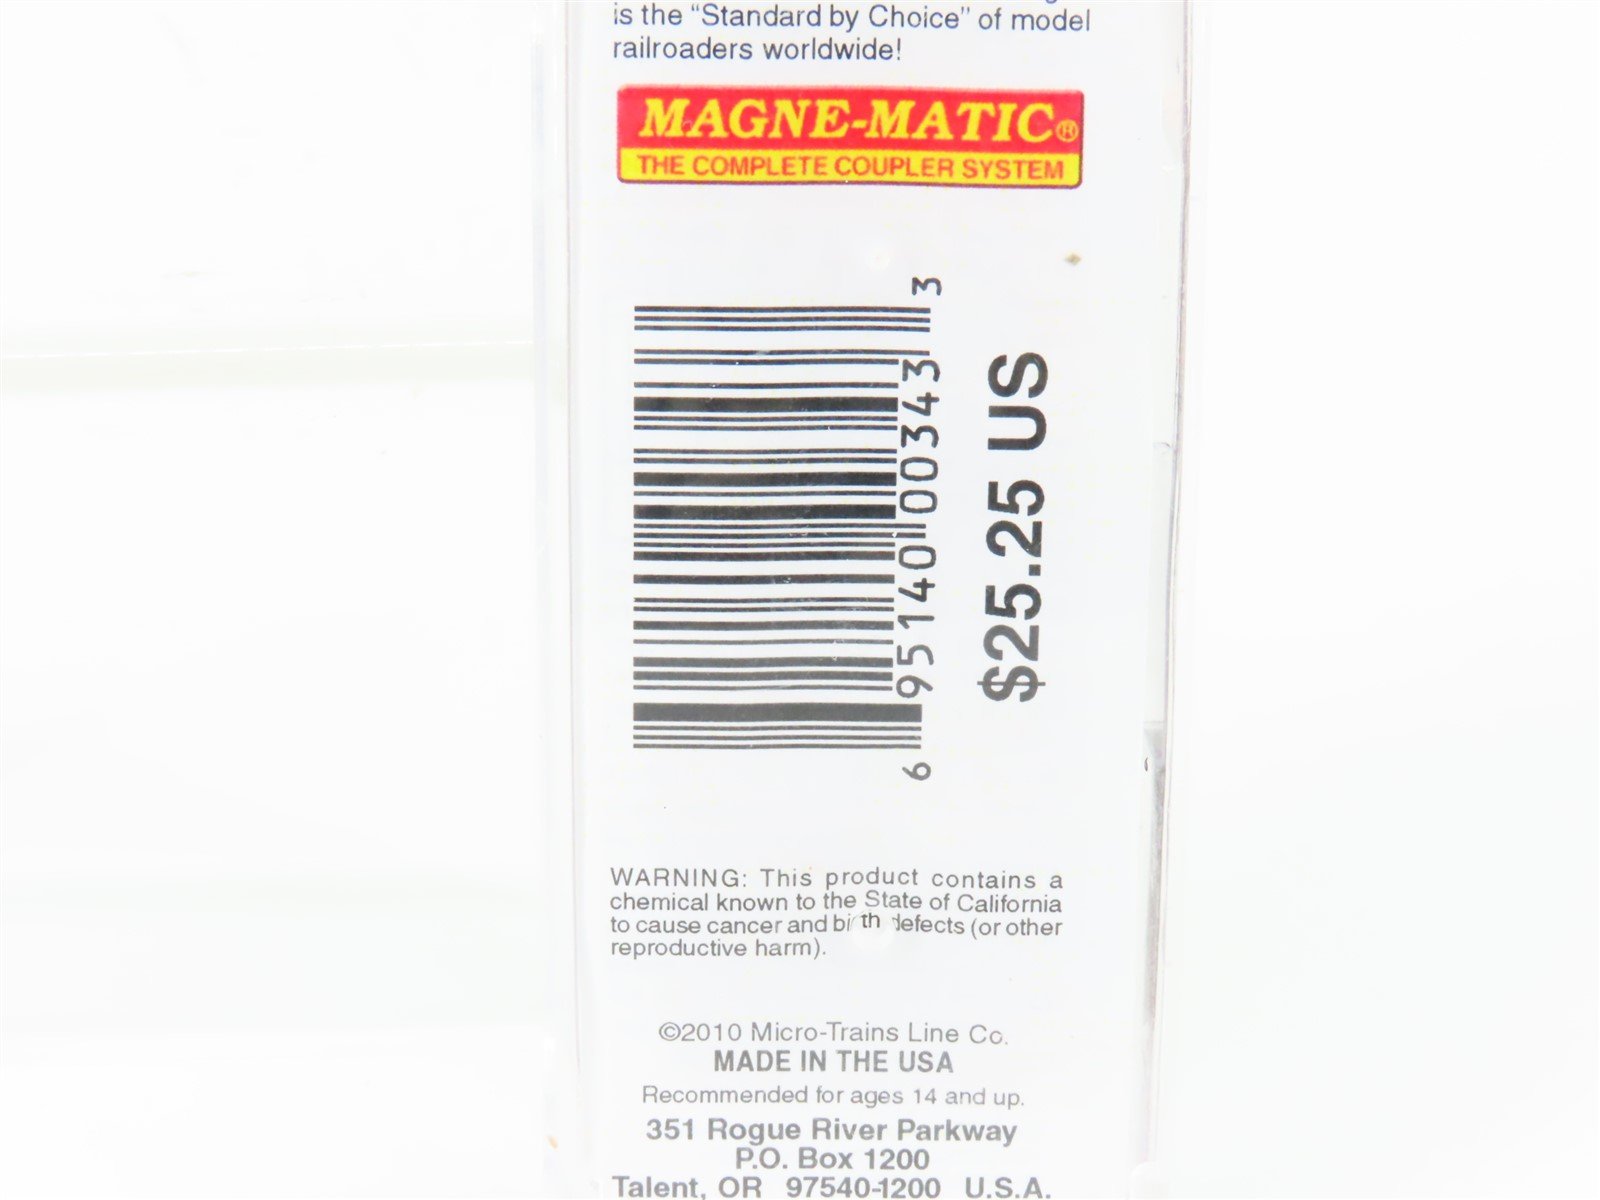 is the “Standard by Choice” of model
railroaders worldwide!
MAGNE-MATIC®
THE COMPLETE COUPLER SYSTEM
6 95140 00343 3
$25.25 US
WARNING: This product contains a
chemical known to the State of California
to cause cancer and birth defects (or other
reproductive harm).
©2010 Micro-Trains Line Co.
MADE IN THE USA
Recommended for ages 14 and up.
351 Rogue River Parkway
P.O. Box 1200
Talent, OR 97540-1200 U.S.A.